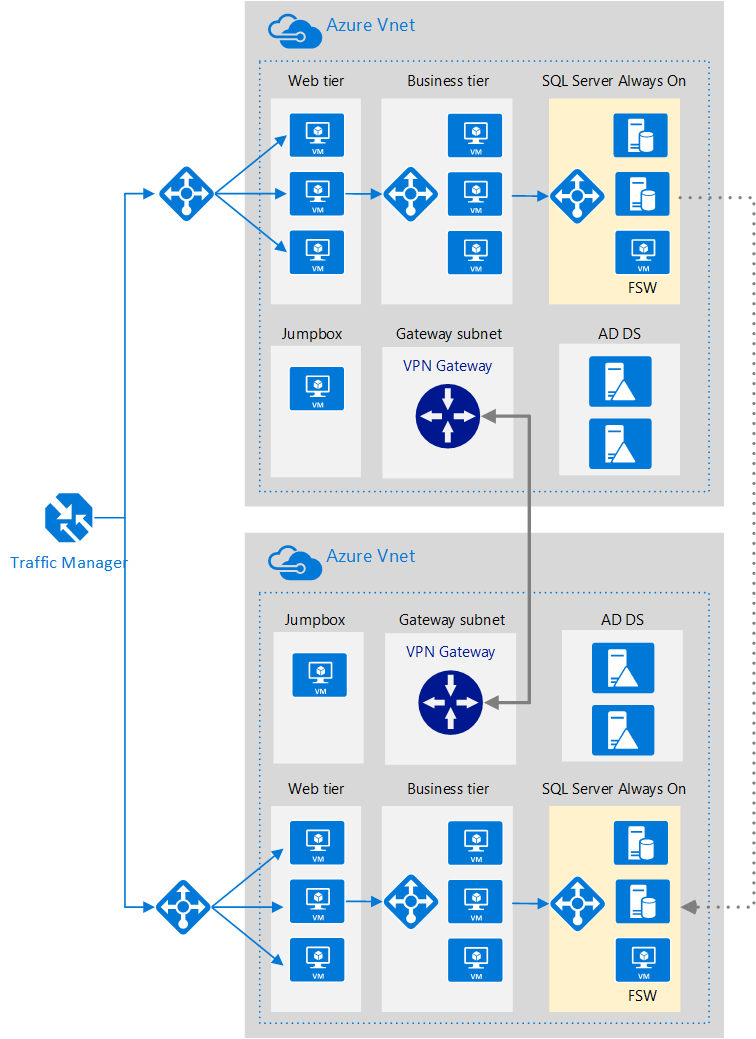 Azure Vnet
Web tier
Business tier
SQL Server Always On
VM
VM
VM
VM
VM
VM
VM
FSW
Jumpbox
Gateway subnet
AD DS
VPN Gateway
VM
Traffic Manager
Azure Vnet
Jumpbox
Gateway subnet
AD DS
VPN Gateway
VM
Web tier
Business tier
SQL Server Always On
VM
VM
VM
VM
VM
VM
VM
FSW